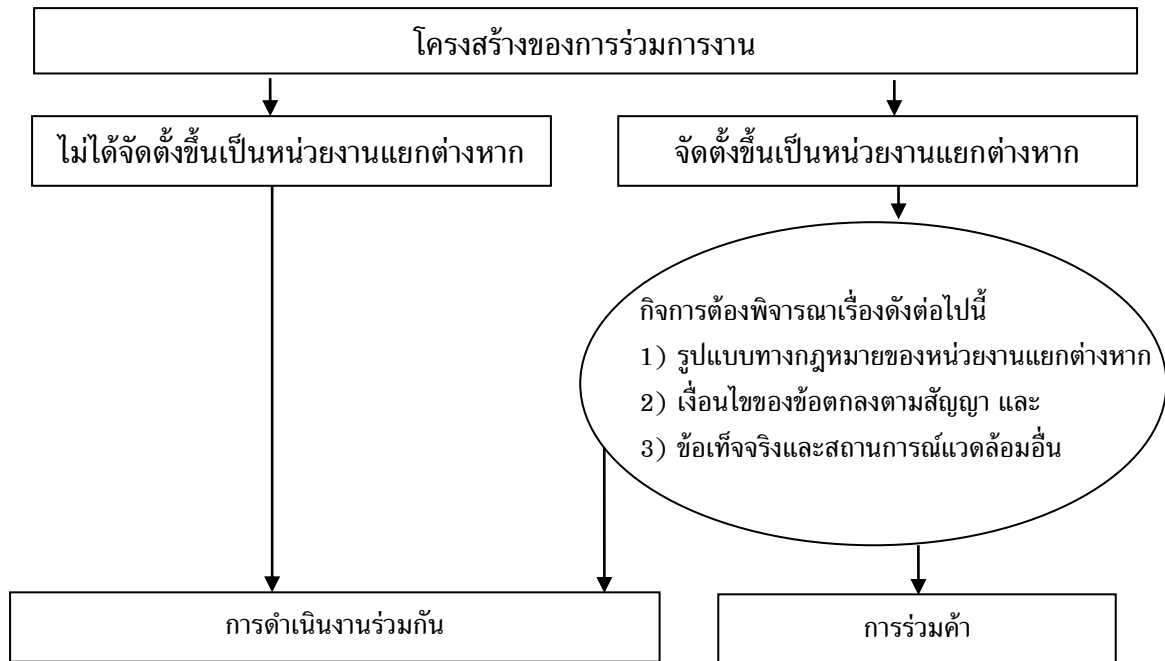 โครงสร้างของการร่วมการงาน
ไม่ได้จัดตั้งขึ้นเป็นหน่วยงานแยกต่างหาก
จัดตั้งขึ้นเป็นหน่วยงานแยกต่างหาก
กิจการต้องพิจารณาเรื่องดังต่อไปนี้
1) รูปแบบทางกฎหมายของหน่วยงานแยกต่างหาก
2) เงื่อนไขของข้อตกลงตามสัญญา และ
3) ข้อเท็จจริงและสถานการณ์แวดล้อมอื่น
การดำเนินงานร่วมกัน
การร่วมค้า